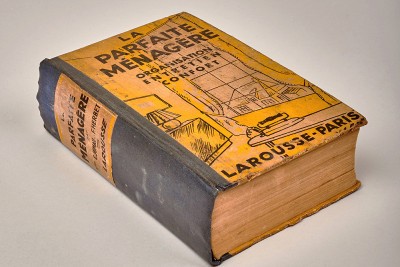 LA
PARFAITE
MÉNAGÈRE
ORGANISATION
ENTRETIEN
CONFORT
LAROUSSE-PARIS
LA
PARFAITE
MÉNAGÈRE
LAROUSSE